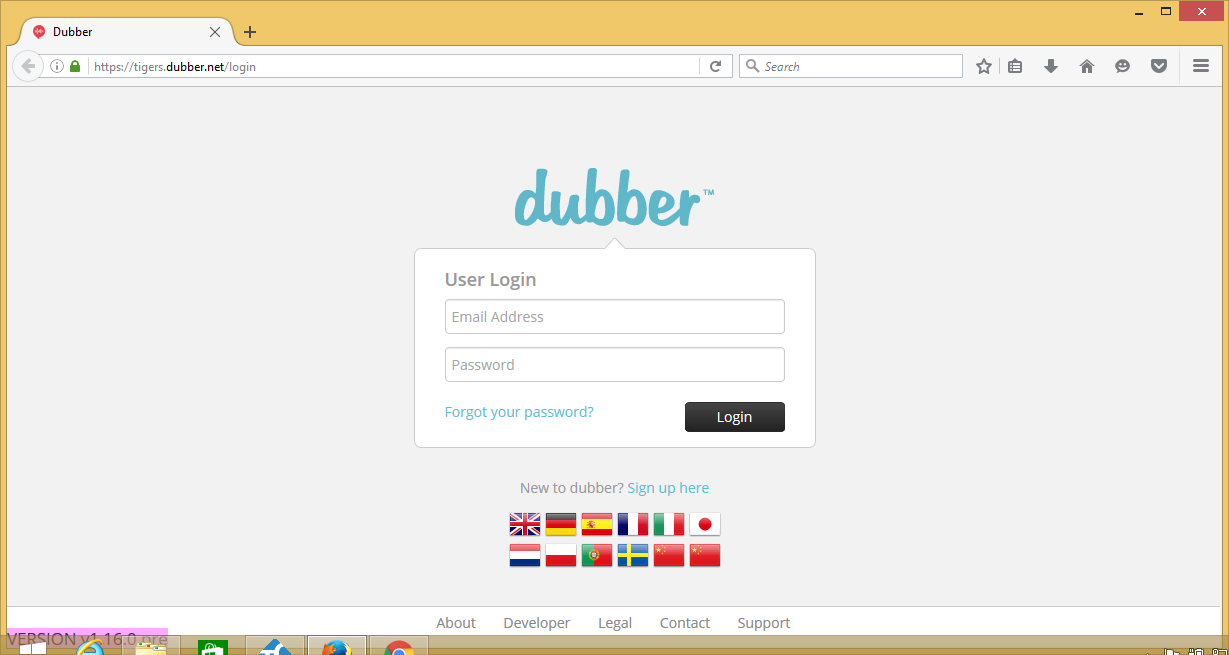 Dubber
https://tigers.dubber.net/login
Search
dubber™
User Login
Email Address
Password
Forgot your password?
Login
New to dubber? Sign up here
About Developer Legal Contact Support
VERSION v1.16.0.pre